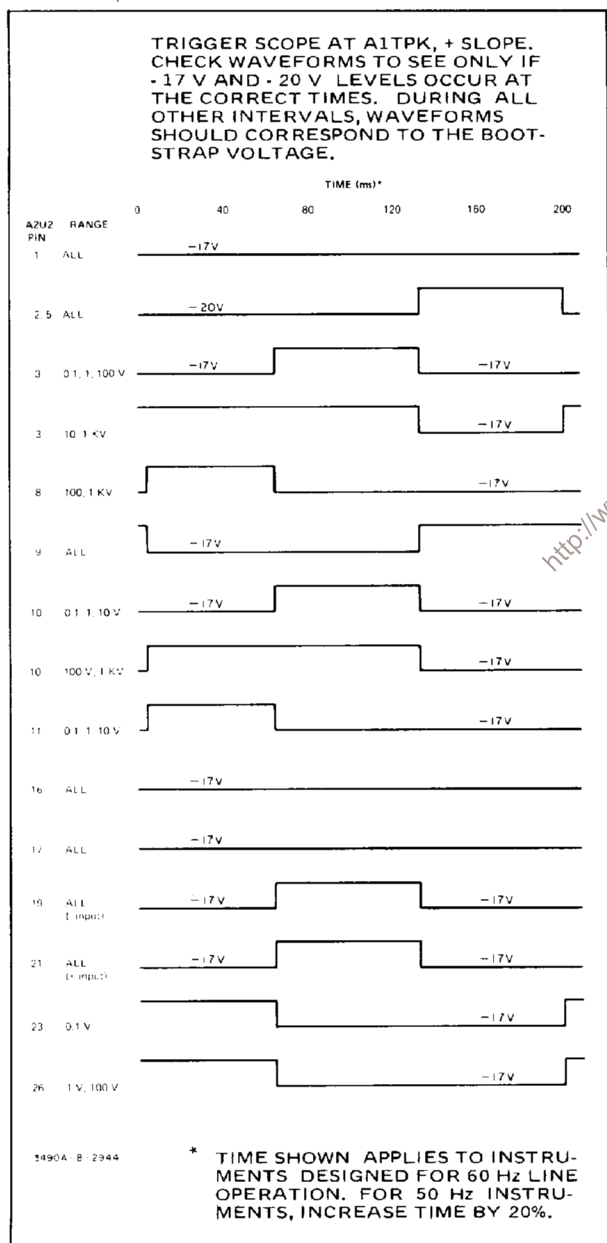 TRIGGER SCOPE AT A1TPK, + SLOPE.
CHECK WAVEFORMS TO SEE ONLY IF
- 17 V AND - 20 V LEVELS OCCUR AT
THE CORRECT TIMES. DURING ALL
OTHER INTERVALS, WAVEFORMS
SHOULD CORRESPOND TO THE BOOT-
STRAP VOLTAGE.
TIME (ms)*
0 40 80 120 160 200
A2U2 RANGE
PIN
1 ALL -17V
2, 5 ALL -20V
3 0.1, 1, 100 V -17V -17V
3 10, 1 KV -17V
8 100, 1 KV -17V
9 ALL -17V
10 0.1, 1, 10 V -17V -17V
10 100 V, 1 KV -17V
11 0.1, 1, 10 V -17V
16 ALL -17V
17 ALL -17V
19 ALL -17V -17V
input)
21 ALL -17V -17V
(+ input)
23 0.1 V -17V
26 1 V, 100 V -17V
http://w
3490A-B-2944
* TIME SHOWN APPLIES TO INSTRU-
MENTS DESIGNED FOR 60 Hz LINE
OPERATION. FOR 50 Hz INSTRU-
MENTS, INCREASE TIME BY 20%.